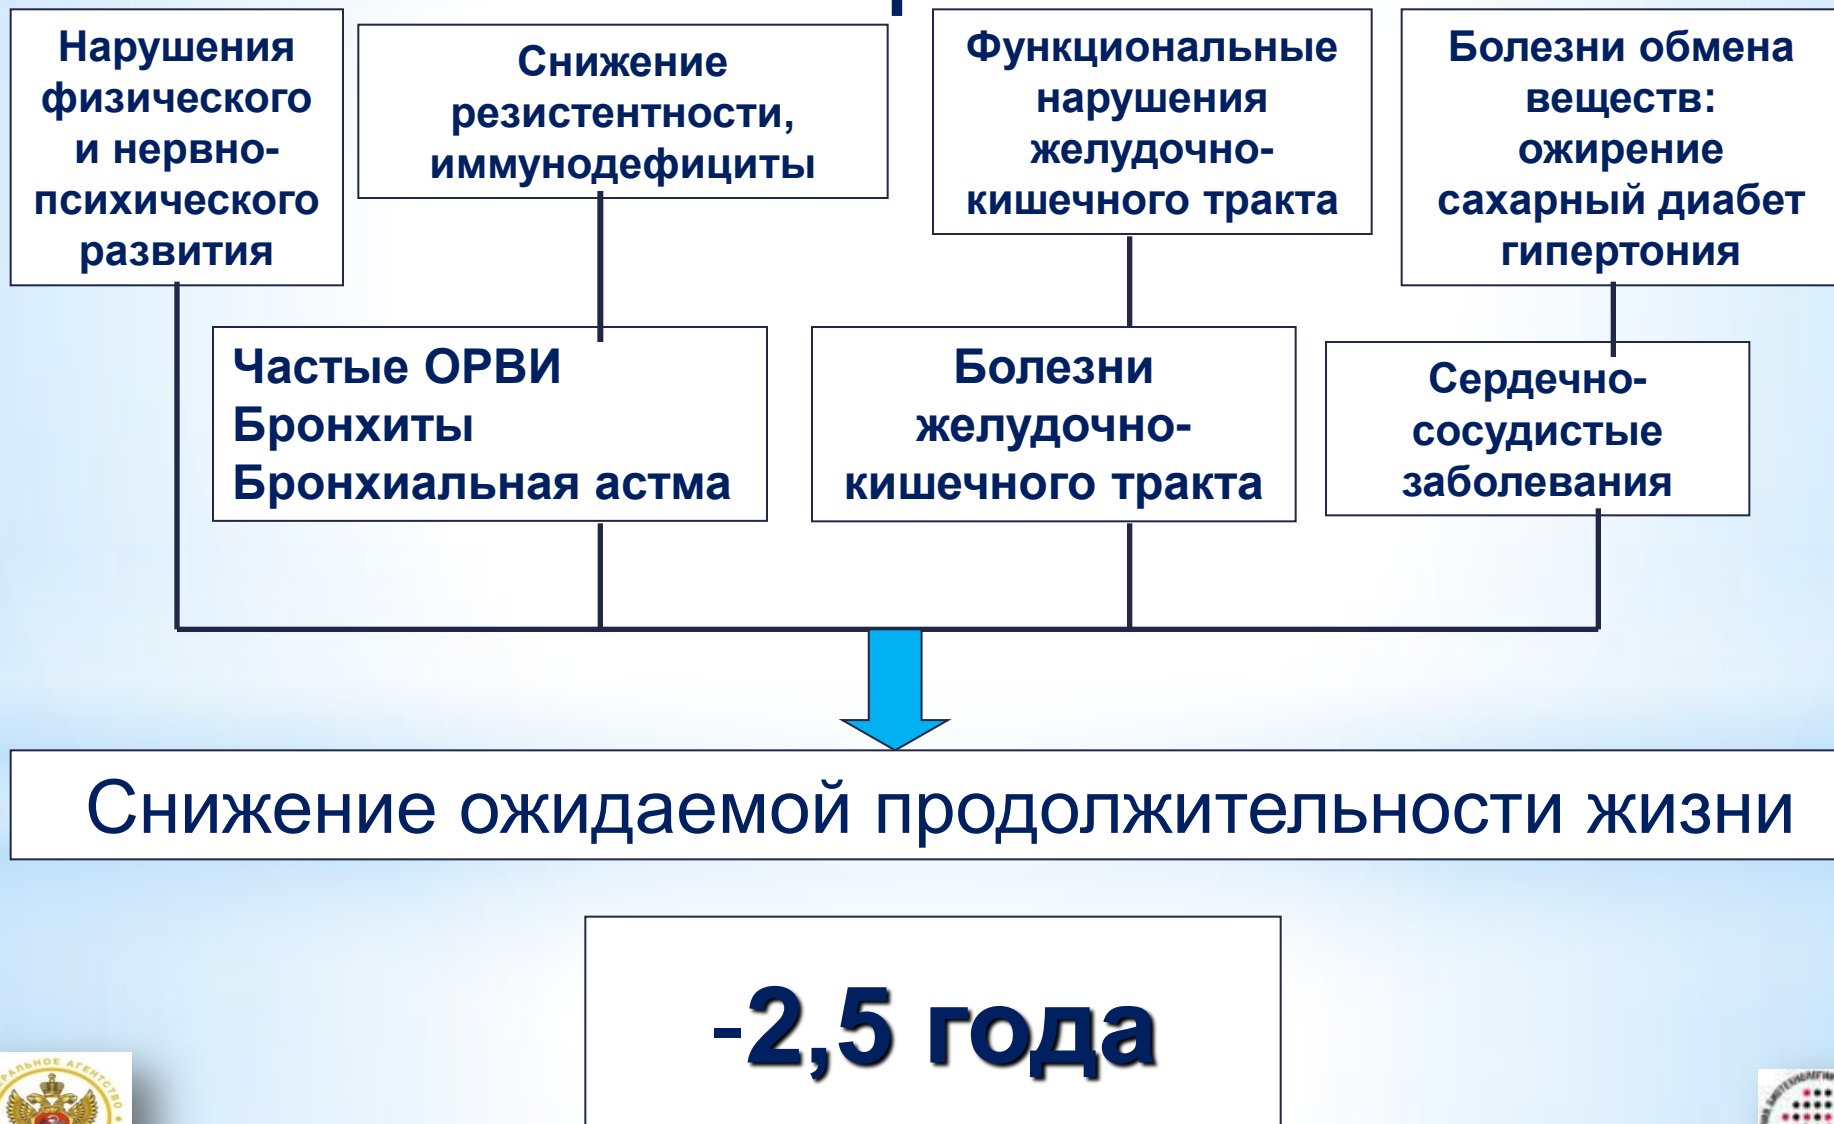 Нарушения
физического
и нервно-
психического
развития
Снижение
резистентности,
иммунодефициты
Функциональные
нарушения
желудочно-
кишечного тракта
Болезни обмена
веществ:
ожирение
сахарный диабет
гипертония
Частые ОРВИ
Бронхиты
Бронхиальная астма
Болезни
желудочно-
кишечного тракта
Сердечно-
сосудистые
заболевания
Снижение ожидаемой продолжительности жизни
-2,5 года